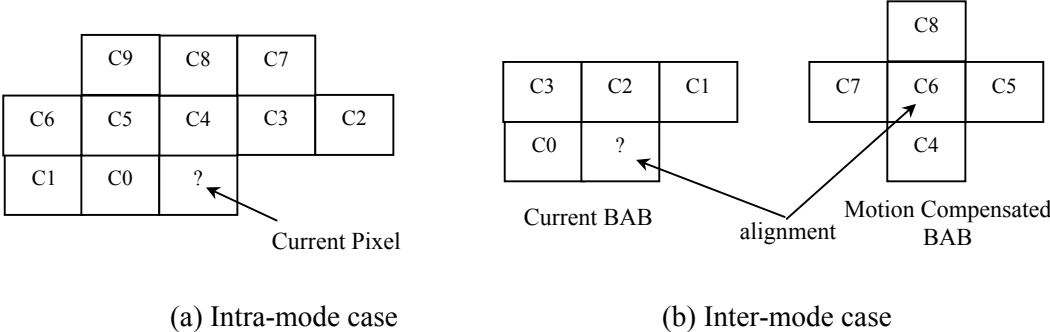 C9 C8 C7
C6 C5 C4 C3 C2
C1 C0 ?
Current Pixel
(a) Intra-mode case
C8
C3 C2 C1 C7 C6 C5
C0 ? C4
Current BAB
alignment
Motion Compensated
BAB
(b) Inter-mode case